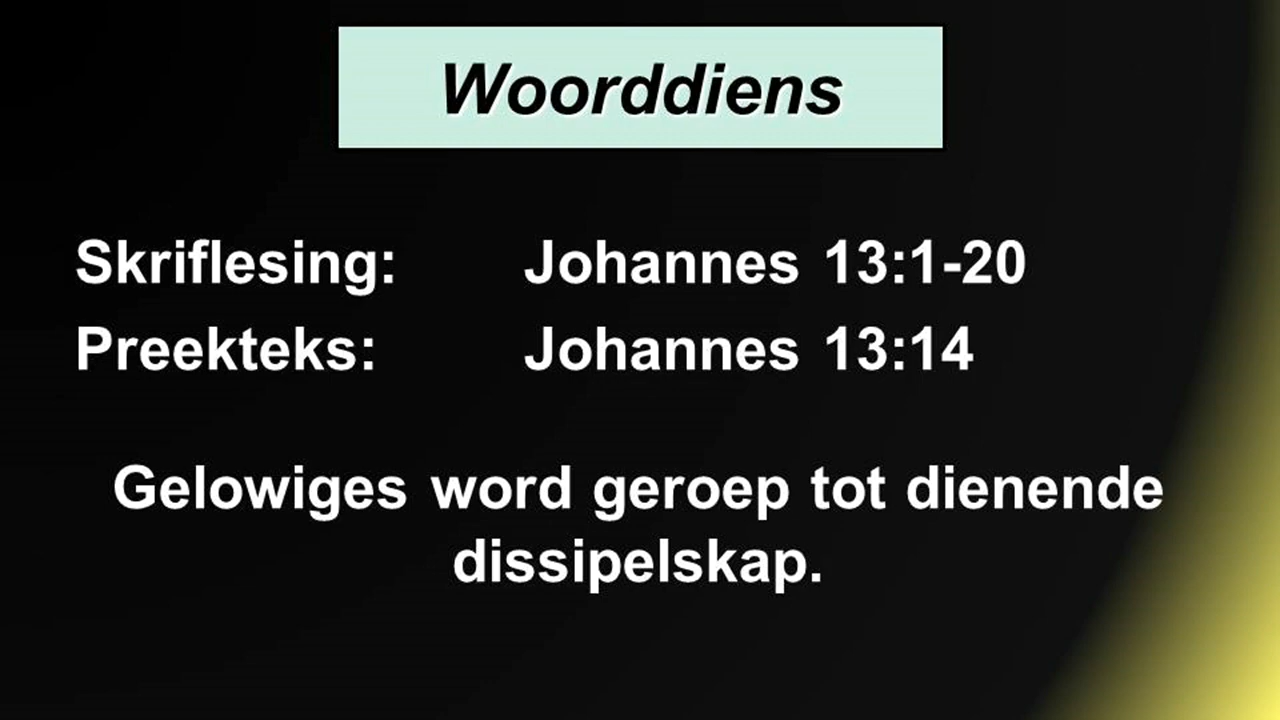 Woorddiens
Skriflesing: Johannes 13:1-20
Preekteks: Johannes 13:14
Gelowiges word geroep tot dienende
dissipelskap.